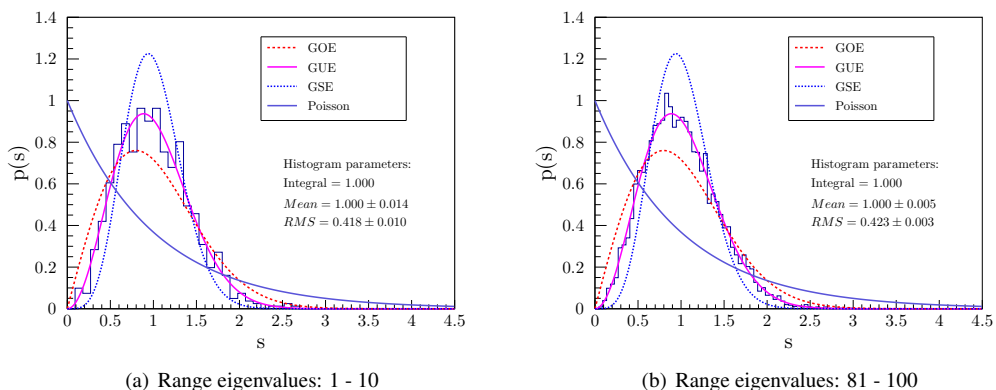 1.4
1.2
1
0.8
0.6
0.4
0.2
0
p(s)
GOE
GUE
GSE
Poisson
Histogram parameters:
Integral = 1.000
Mean = 1.000 ± 0.014
RMS = 0.418 ± 0.010
0 0.5 1 1.5 2 2.5 3 3.5 4 4.5
s
(a) Range eigenvalues: 1 - 10
1.4
1.2
1
0.8
0.6
0.4
0.2
0
p(s)
GOE
GUE
GSE
Poisson
Histogram parameters:
Integral = 1.000
Mean = 1.000 ± 0.005
RMS = 0.423 ± 0.003
0 0.5 1 1.5 2 2.5 3 3.5 4 4.5
s
(b) Range eigenvalues: 81 - 100